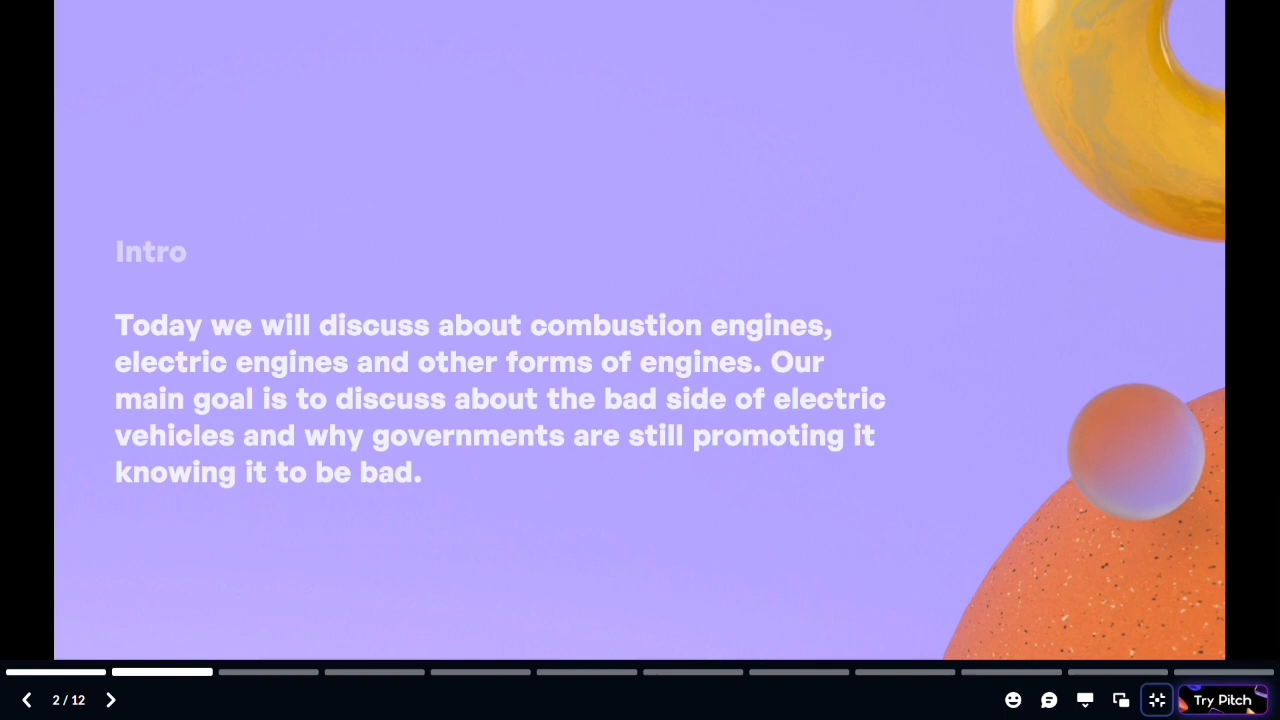 Intro
Today we will discuss about combustion engines,
electric engines and other forms of engines. Our
main goal is to discuss about the bad side of electric
vehicles and why governments are still promoting it
knowing it to be bad.
2 / 12
Try Pitch